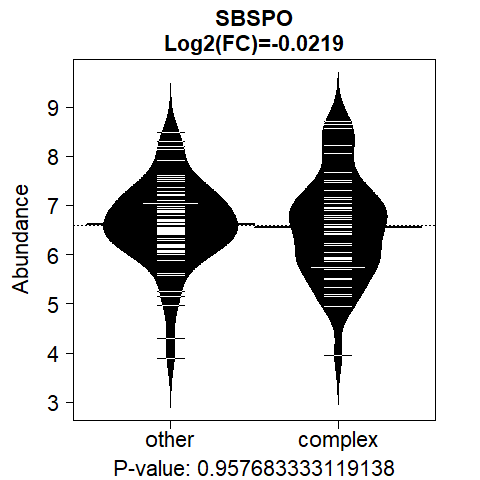 SBSPO
Log2(FC)=-0.0219
Abundance
9
8
7
6
5
4
3
other complex
P-value: 0.957683333119138